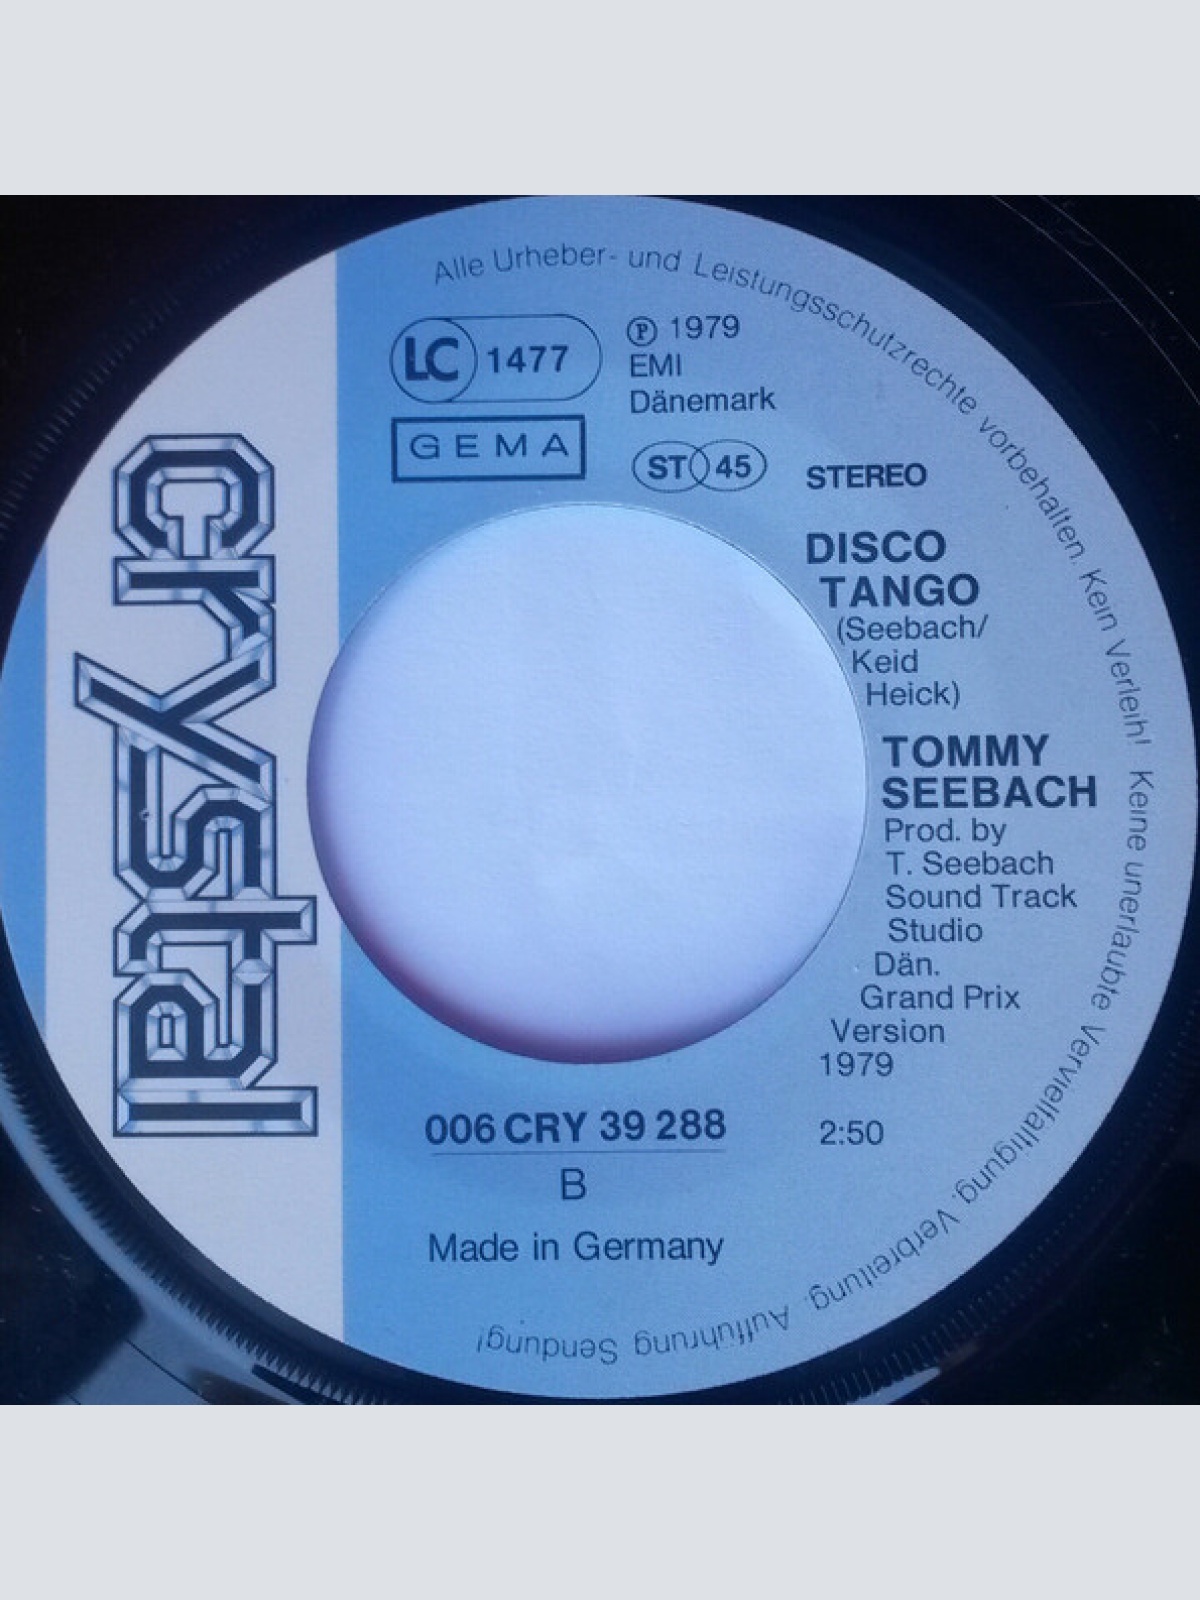 Alle Urheber- und Leistungsschutzrechte vorbehalten. Kein Verleih! Keine unerlaubte Vervielfältigung, Verbreitung, Aufführung, Sendung!
crystal
LC 1477
GEMA
℗ 1979
EMI
Dänemark
ST 45
STEREO
DISCO
TANGO
(Seebach/
Keid
Heick)
TOMMY
SEEBACH
Prod. by
T. Seebach
Sound Track
Studio
Dän.
Grand Prix
Version
1979
2:50
006 CRY 39 288
B
Made in Germany